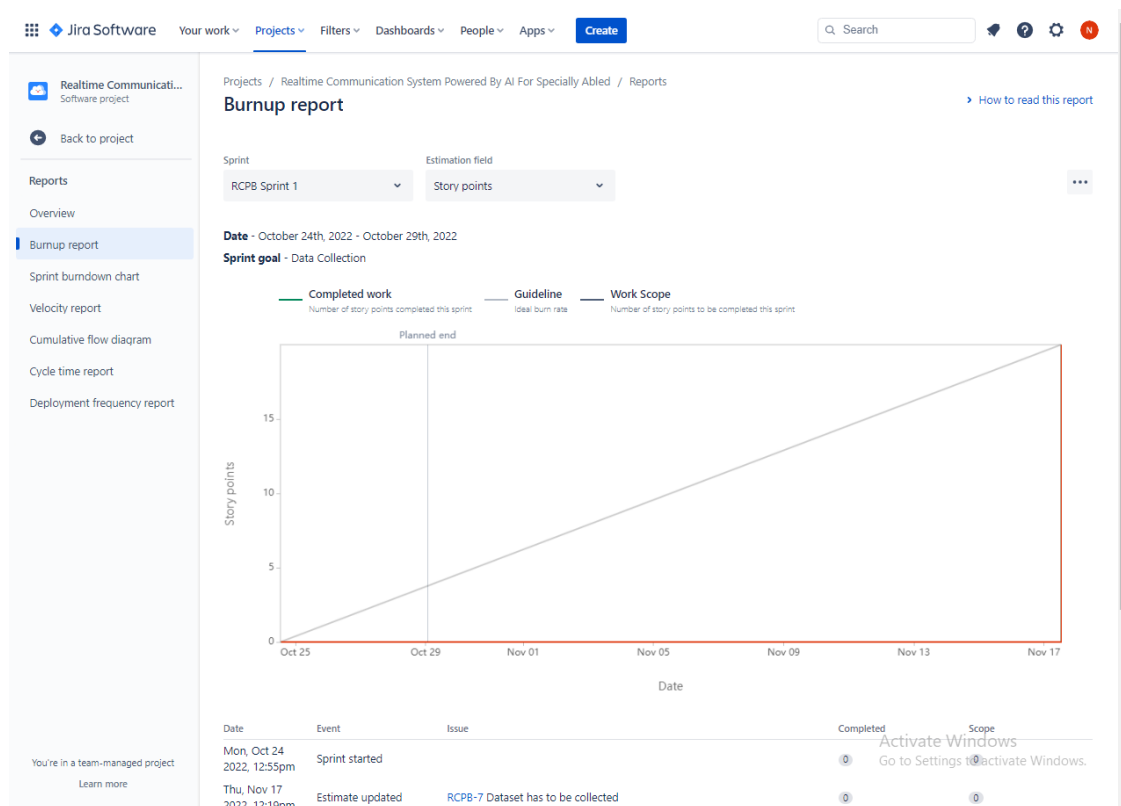 Jira Software Your work Projects Filters Dashboards People Apps Create Search N
Realtime Communicati...
Software project
Back to project
Reports
Overview
Burnup report
Sprint burndown chart
Velocity report
Cumulative flow diagram
Cycle time report
Deployment frequency report
You're in a team-managed project
Learn more
Projects / Realtime Communication System Powered By AI For Specially Abled / Reports
Burnup report
How to read this report
Sprint Estimation field
RCPB Sprint 1 Story points
Date - October 24th, 2022 - October 29th, 2022
Sprint goal - Data Collection
Completed work Guideline Work Scope
Number of story points completed this sprint Ideal burn rate Number of story points to be completed this sprint
Planned end
15
10
5
0
Story points
Oct 25 Oct 29 Nov 01 Nov 05 Nov 09 Nov 13 Nov 17
Date
Date Event Issue Completed Scope
Mon, Oct 24
2022, 12:55pm Sprint started 0 0
Thu, Nov 17
2022, 12:19pm Estimate updated RCPB-7 Dataset has to be collected 0 0
Activate Windows
Go to Settings to activate Windows.